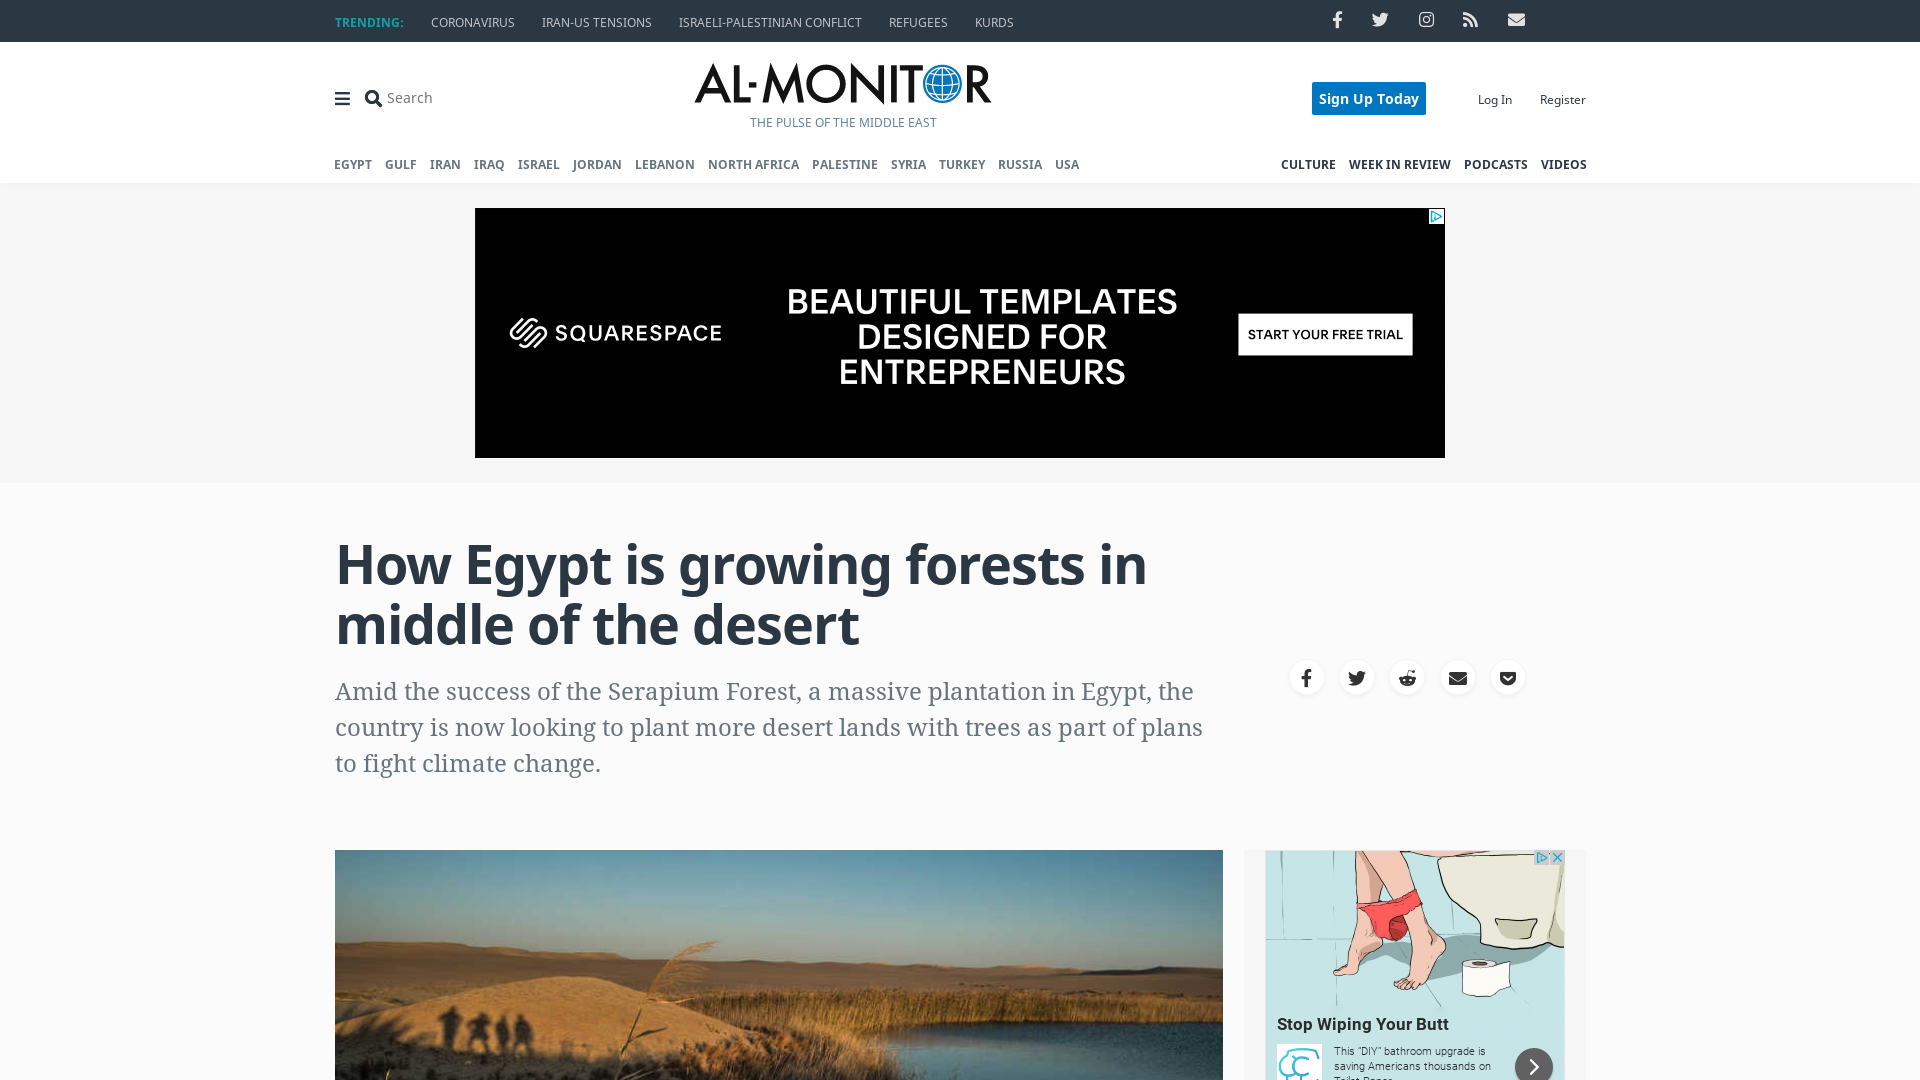 TRENDING: CORONAVIRUS IRAN-US TENSIONS ISRAELI-PALESTINIAN CONFLICT REFUGEES KURDS
Search
AL-MONITOR
THE PULSE OF THE MIDDLE EAST
Sign Up Today
Log In
Register
EGYPT GULF IRAN IRAQ ISRAEL JORDAN LEBANON NORTH AFRICA PALESTINE SYRIA TURKEY RUSSIA USA
CULTURE WEEK IN REVIEW PODCASTS VIDEOS
SQUARESPACE
BEAUTIFUL TEMPLATES
DESIGNED FOR
ENTREPRENEURS
START YOUR FREE TRIAL
How Egypt is growing forests in
middle of the desert
Amid the success of the Serapium Forest, a massive plantation in Egypt, the
country is now looking to plant more desert lands with trees as part of plans
to fight climate change.
Stop Wiping Your Butt
This "DIY" bathroom upgrade is
saving Americans thousands on
Toilet Paper